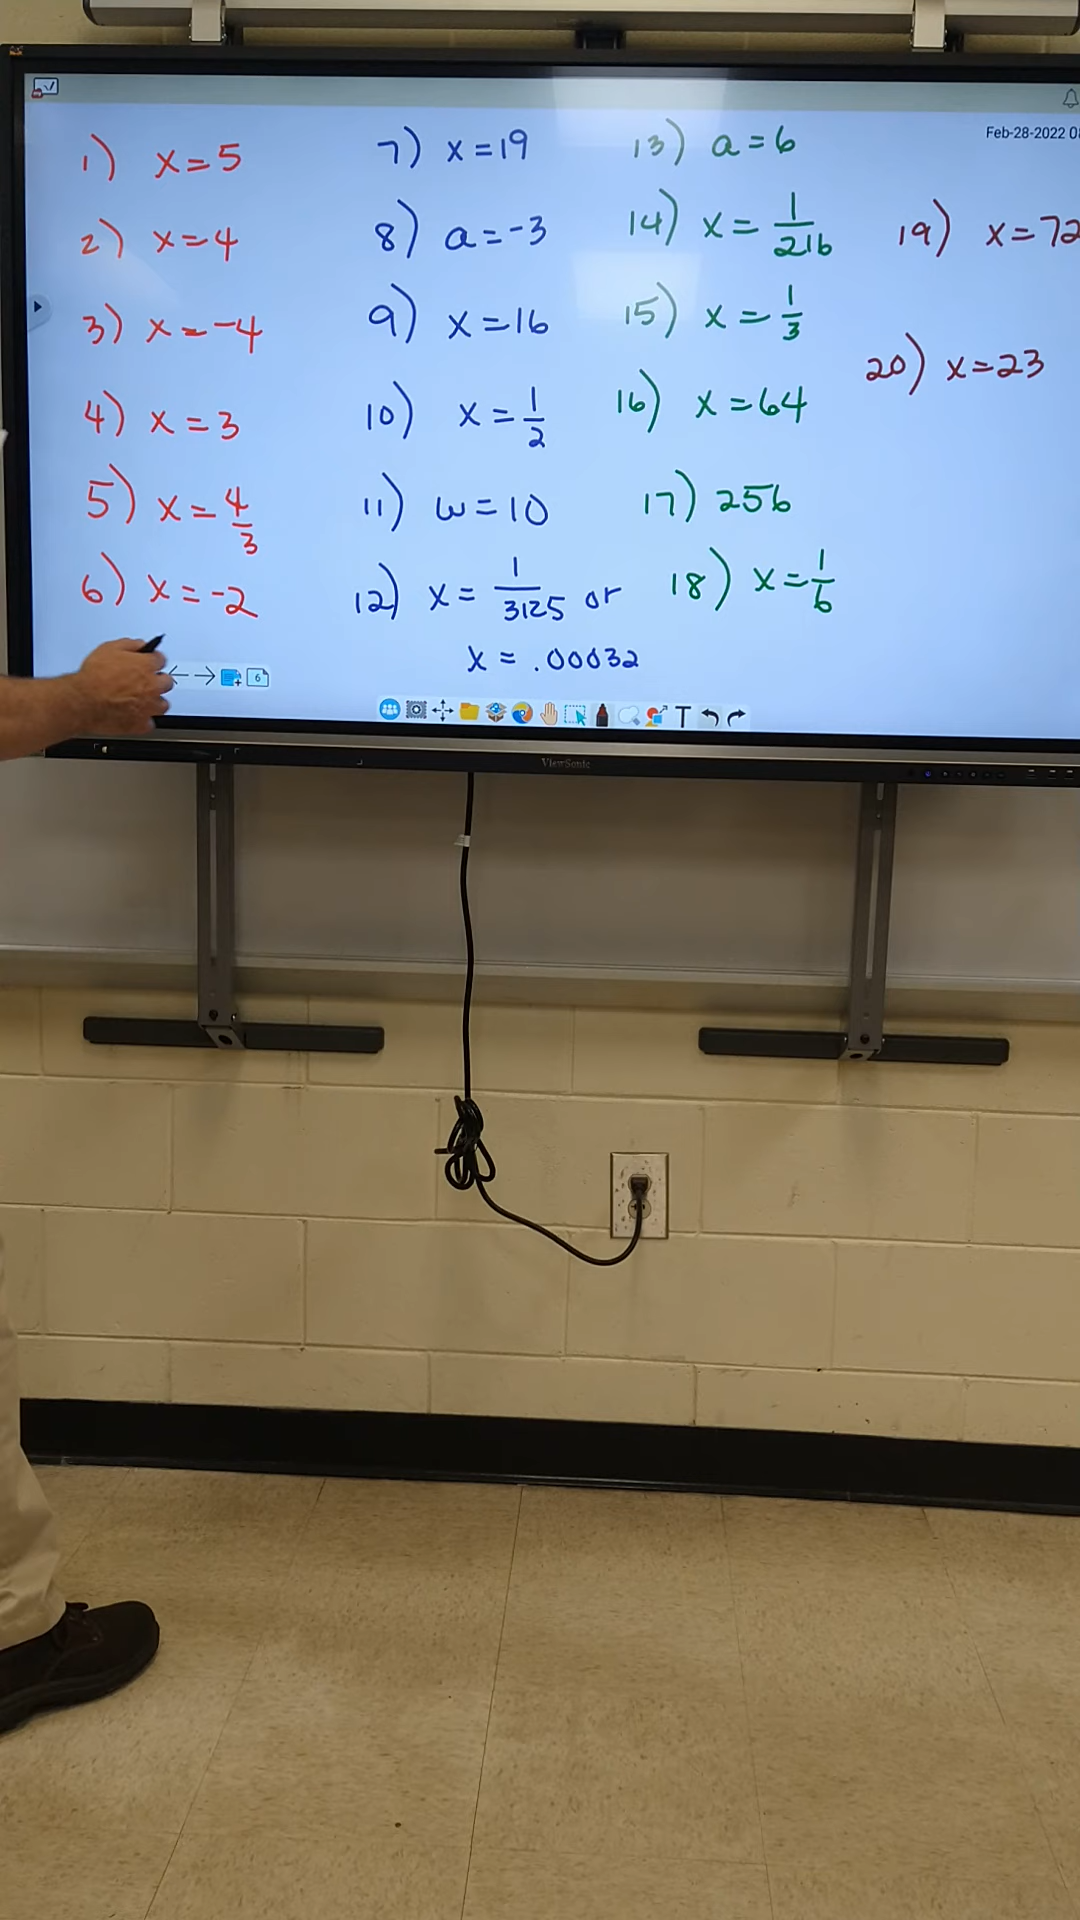 Feb-28-2022 0
1) x=5
2) x=4
3) x=-4
4) x=3
5) x=4/3
6) x=-2
7) x=19
8) a=-3
9) x=16
10) x=1/2
11) w=10
12) x=1/3125 or
x=.00032
13) a=6
14) x=1/216
15) x=1/3
16) x=64
17) 256
18) x=1/6
19) x=72
20) x=23
6
T
ViewSonic